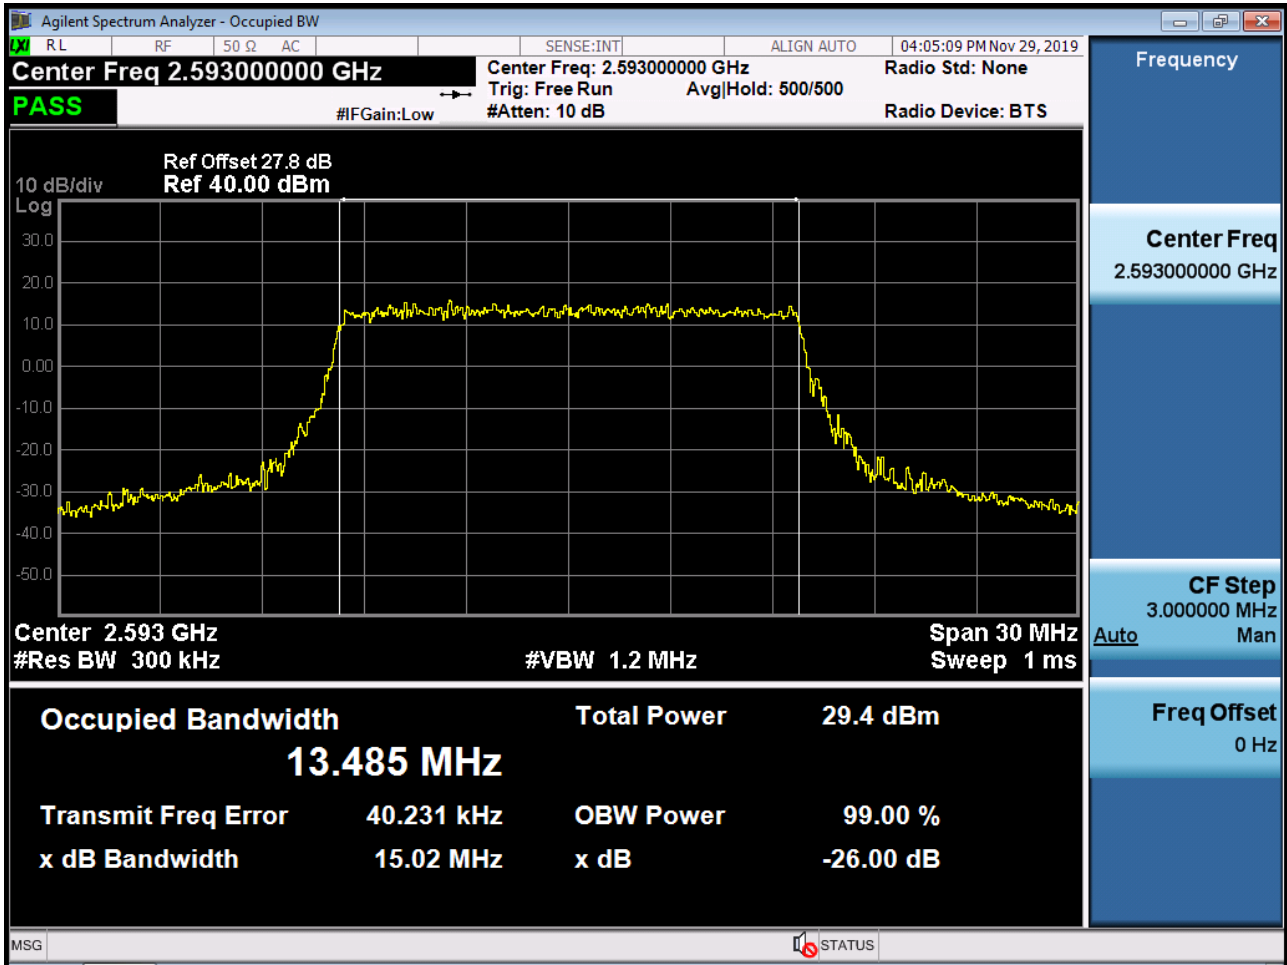 Agilent Spectrum Analyzer - Occupied BW
LXI RL RF 50 Ω AC SENSE:INT ALIGN AUTO 04:05:09 PM Nov 29, 2019
Center Freq 2.593000000 GHz
PASS
#IFGain:Low
Center Freq: 2.593000000 GHz
Trig: Free Run Avg|Hold: 500/500
#Atten: 10 dB
Radio Std: None
Radio Device: BTS
Ref Offset 27.8 dB
10 dB/div Ref 40.00 dBm
Log
30.0
20.0
10.0
0.00
-10.0
-20.0
-30.0
-40.0
-50.0
Center 2.593 GHz Span 30 MHz
#Res BW 300 kHz #VBW 1.2 MHz Sweep 1 ms
Occupied Bandwidth Total Power 29.4 dBm
13.485 MHz
Transmit Freq Error 40.231 kHz OBW Power 99.00 %
x dB Bandwidth 15.02 MHz x dB -26.00 dB
Frequency
Center Freq
2.593000000 GHz
CF Step
3.000000 MHz
Auto Man
Freq Offset
0 Hz
MSG STATUS